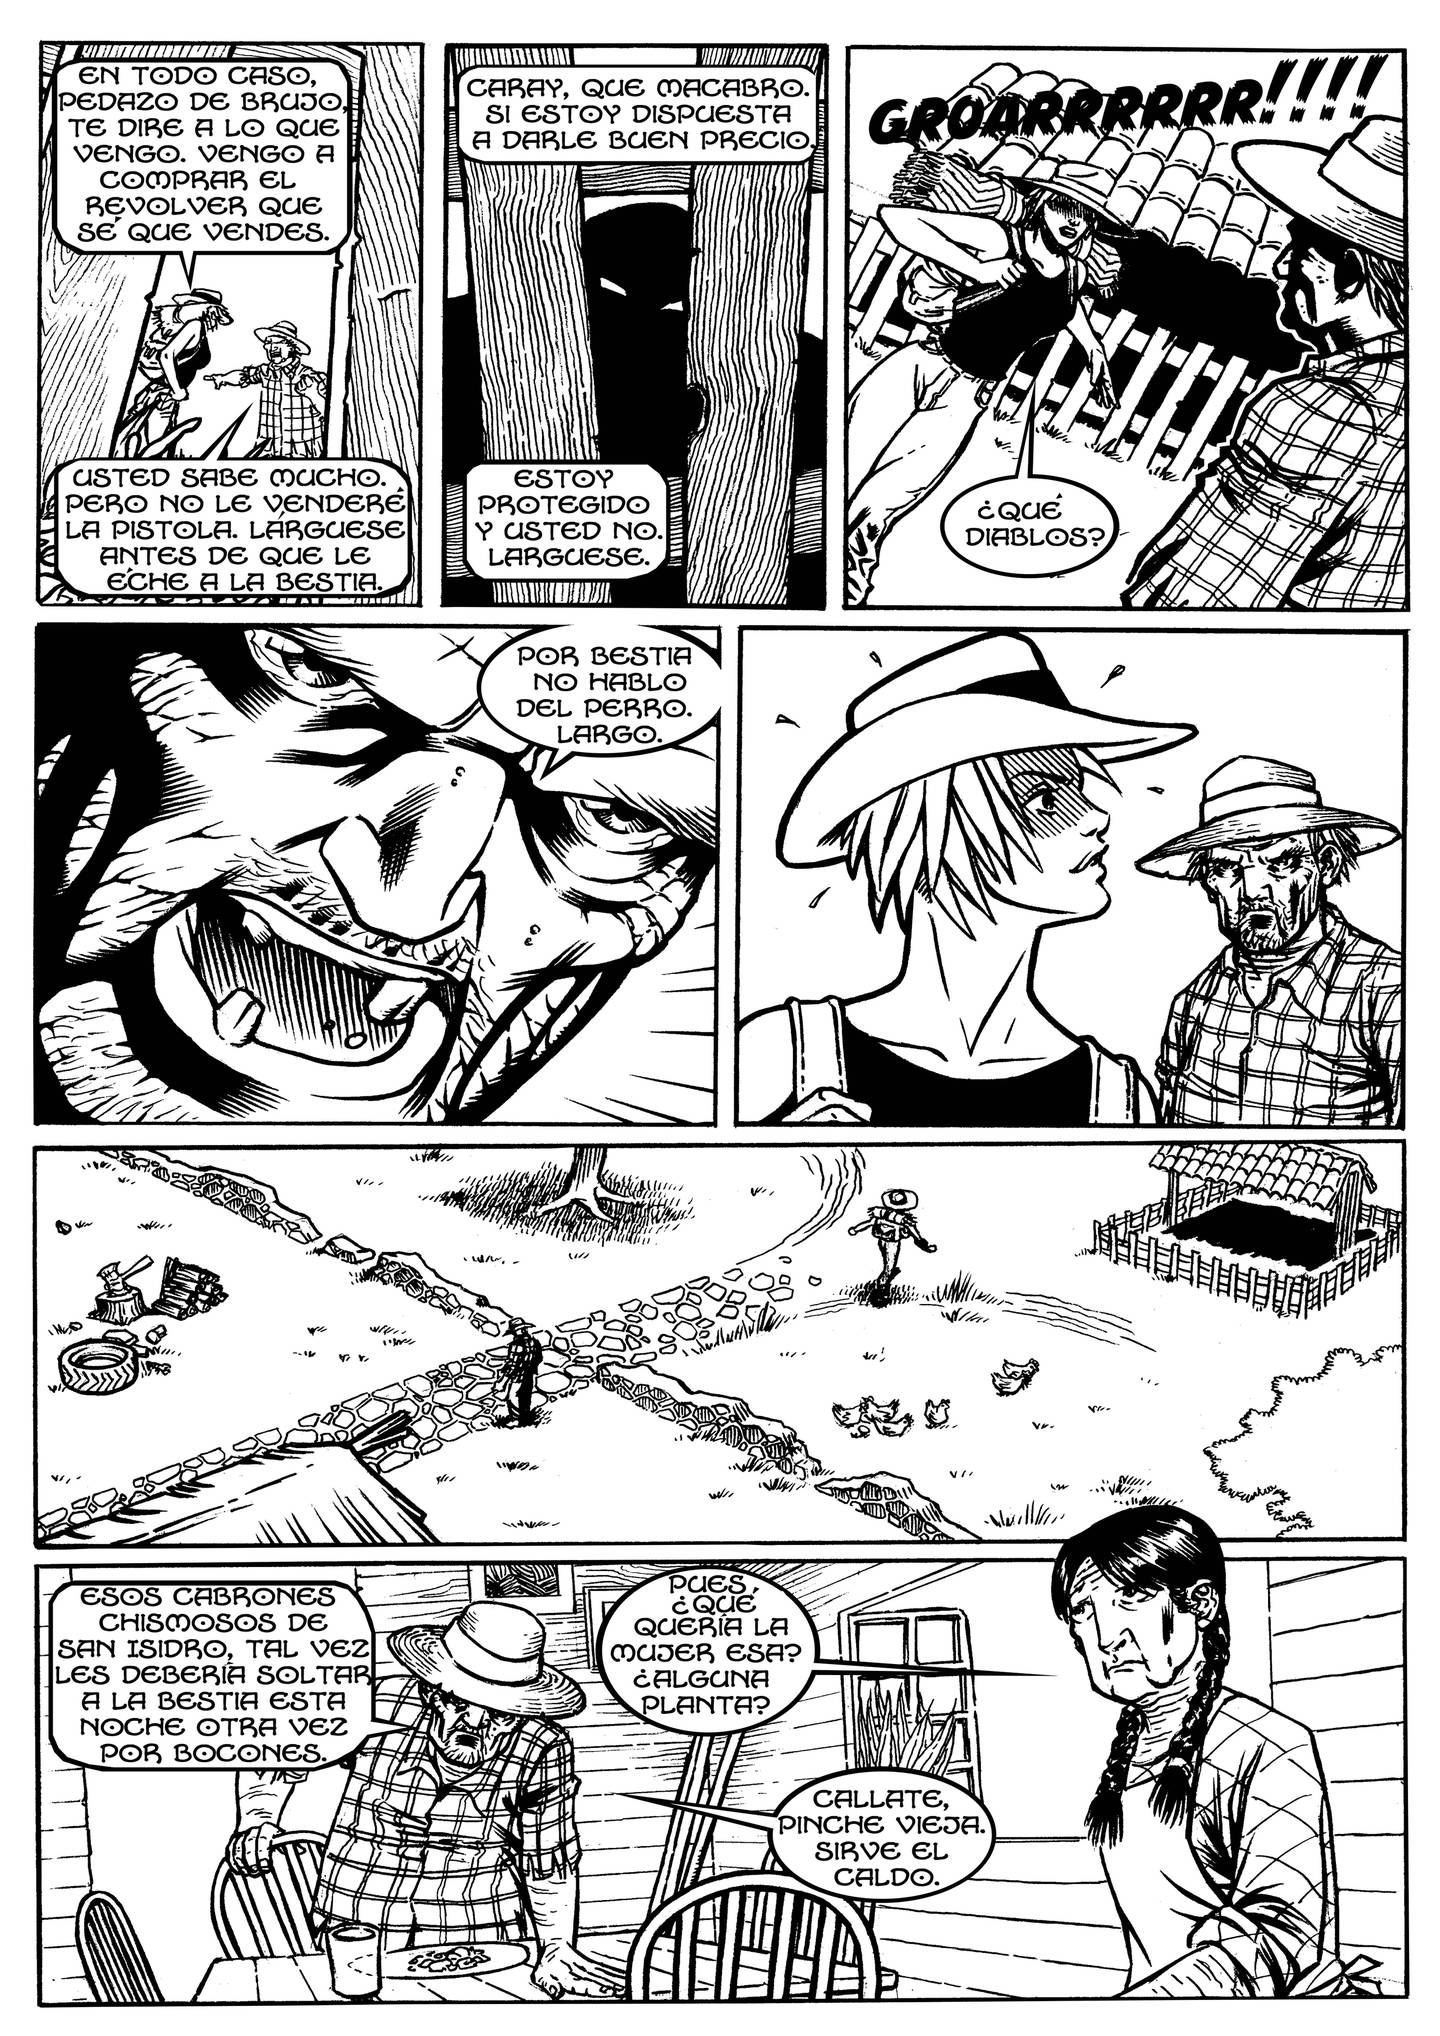 EN TODO CASO,
PEDAZO DE BRUJO,
TE DIRE A LO QUE
VENGO. VENGO A
COMPRAR EL
REVOLVER QUE
SÉ QUE VENDES.
USTED SABE MUCHO.
PERO NO LE VENDERÉ
LA PISTOLA. LÁRGUESE
ANTES DE QUE LE
ECHE A LA BESTIA.
CARAY, QUE MACABRO.
SI ESTOY DISPUESTA
A DARLE BUEN PRECIO.
ESTOY
PROTEGIDO
Y USTED NO.
LARGUESE.
GROARRRRRR!!!!
¿QUÉ
DIABLOS?
POR BESTIA
NO HABLO
DEL PERRO.
LARGO.
ESOS CABRONES
CHISMOSOS DE
SAN ISIDRO, TAL VEZ
LES DEBERÍA SOLTAR
A LA BESTIA ESTA
NOCHE OTRA VEZ
POR BOCONES.
PUES
¿QUÉ
QUERÍA LA
MUJER ESA?
¿ALGUNA
PLANTA?
CALLATE,
PINCHE VIEJA.
SIRVE EL
CALDO.